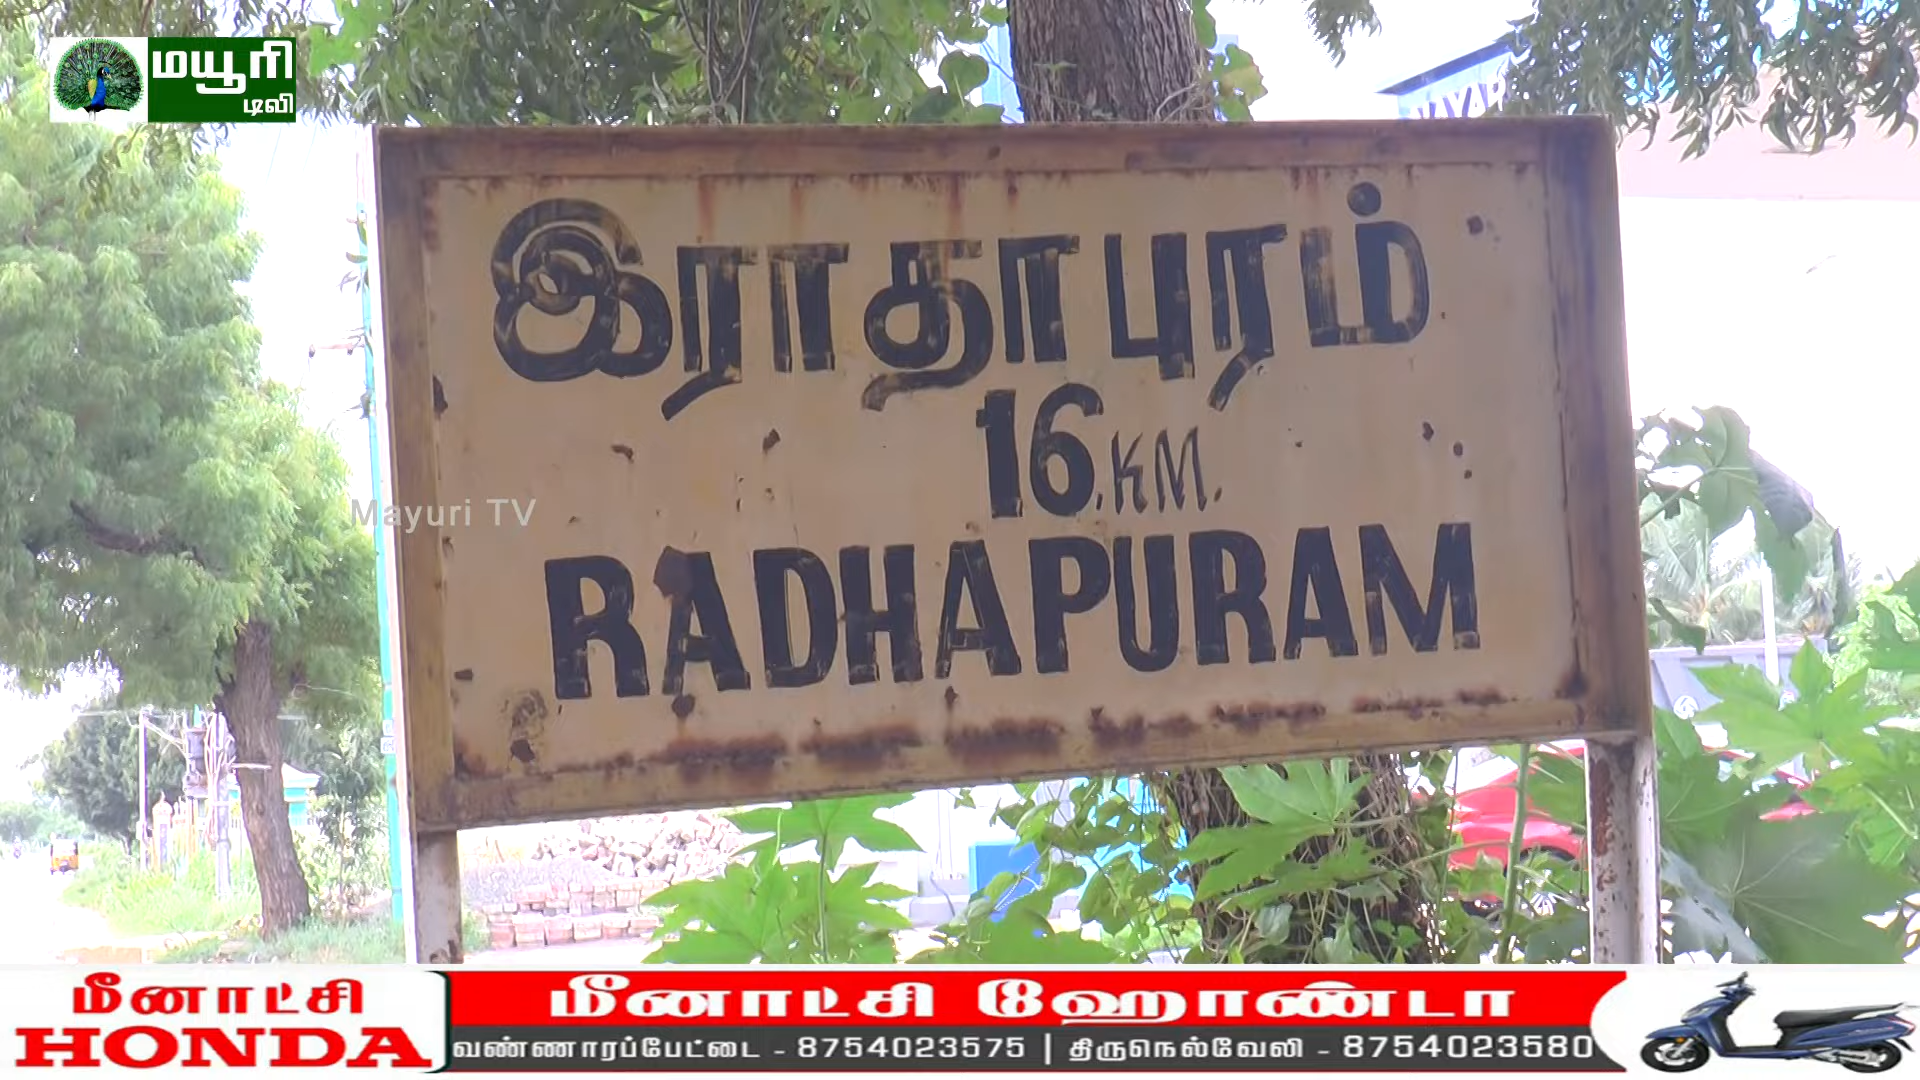 மயூரி
டிவி
இராதாபுரம்
16.KM.
Mayuri TV
RADHAPURAM
மீனாட்சி
HONDA
மீனாட்சி ஹோண்டா
வண்ணாரப்பேட்டை - 8754023575 | திருநெல்வேலி - 8754023580